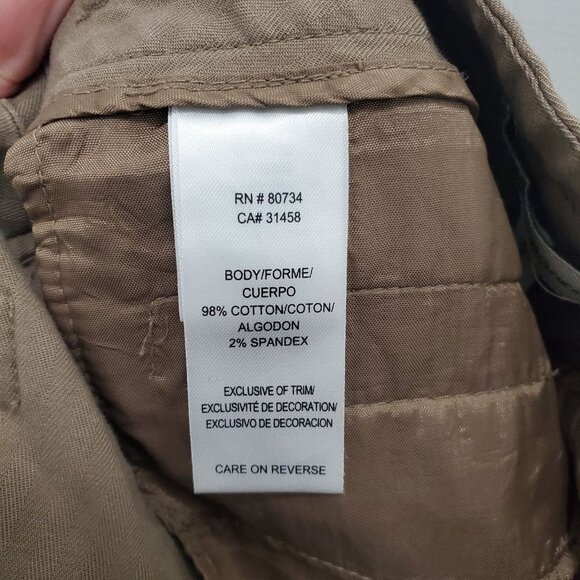 RN # 80734
CA# 31458
BODY/FORME/
CUERPO
98% COTTON/COTON/
ALGODON
2% SPANDEX
EXCLUSIVE OF TRIM/
EXCLUSIVITÉ DE DECORATION/
EXCLUSIVO DE DECORACION
CARE ON REVERSE